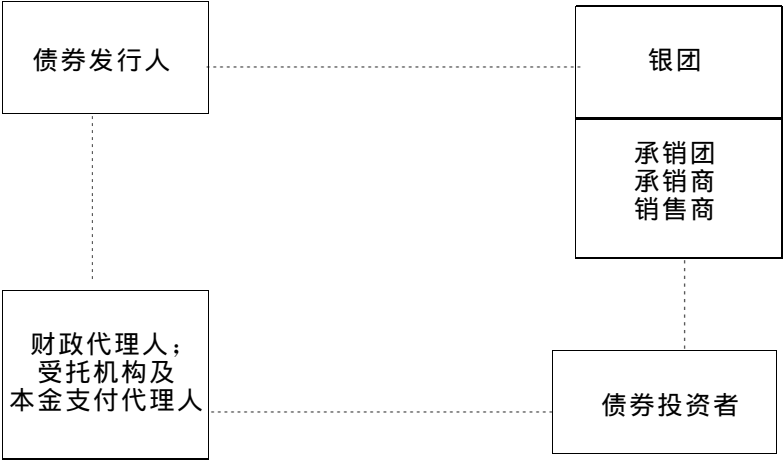 债券发行人
银团
承销团
承销商
销售商
财政代理人；
受托机构及
本金支付代理人
债券投资者